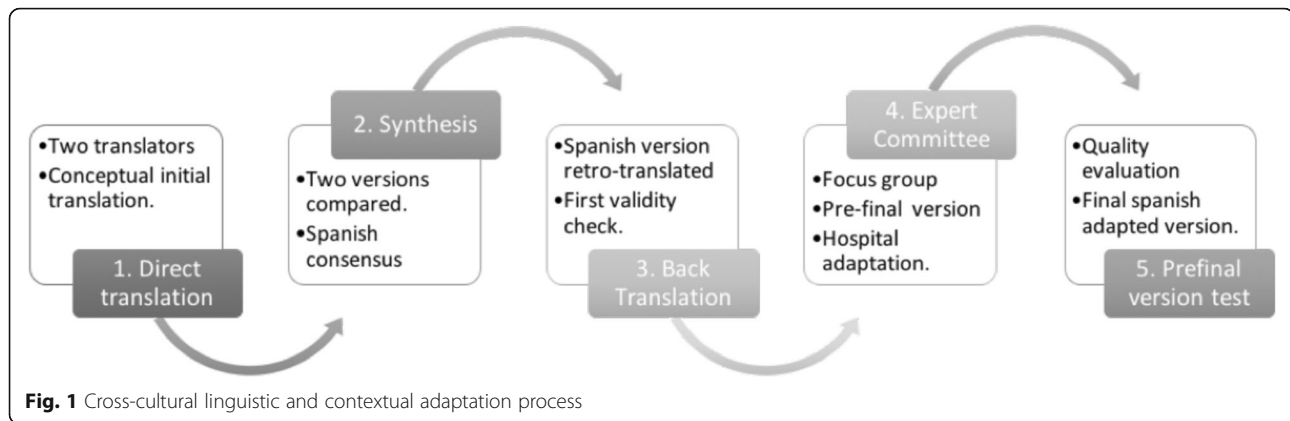 •Two translators
•Conceptual initial
translation.
1. Direct
translation
2. Synthesis
•Two versions
compared.
•Spanish
consensus
•Spanish version
retro-translated
•First validity
check.
3. Back
Translation
4. Expert
Committee
•Focus group
•Pre-final version
•Hospital
adaptation.
•Quality
evaluation
•Final spanish
adapted version.
5. Prefinal
version test
Fig. 1 Cross-cultural linguistic and contextual adaptation process